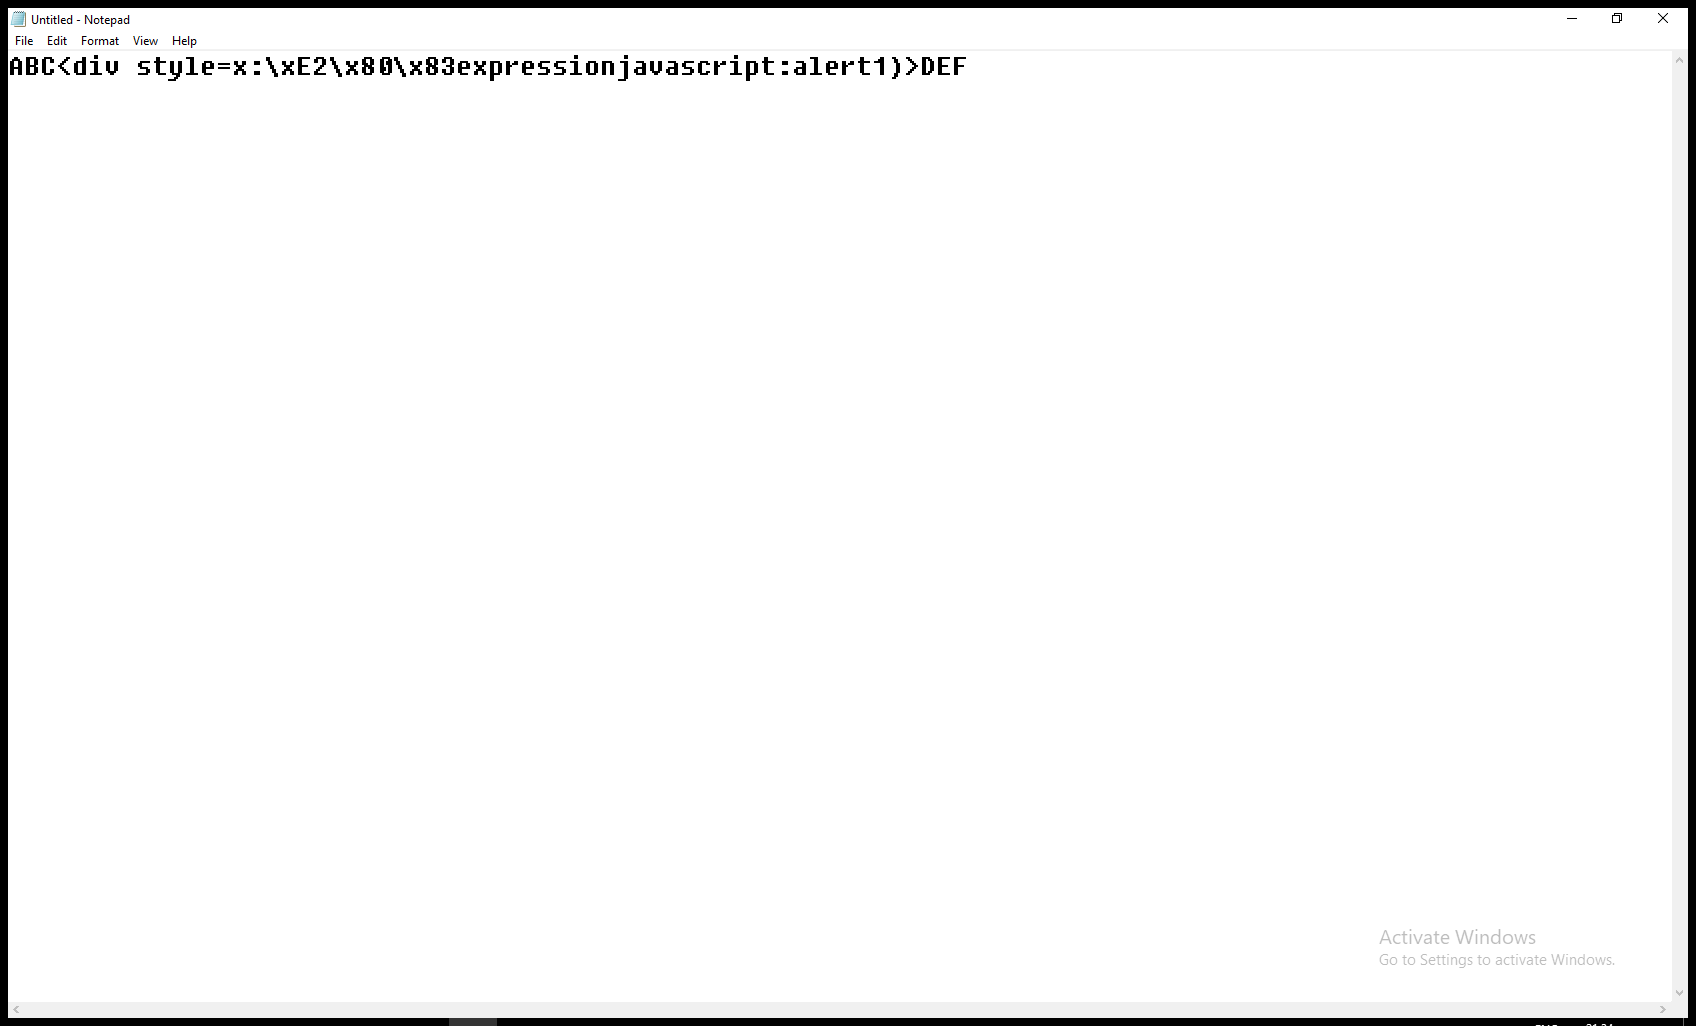 Untitled - Notepad
File Edit Format View Help
ABC<div style=x:\xE2\x80\x83expressionjavascript:alert1)>DEF
Activate Windows
Go to Settings to activate Windows.